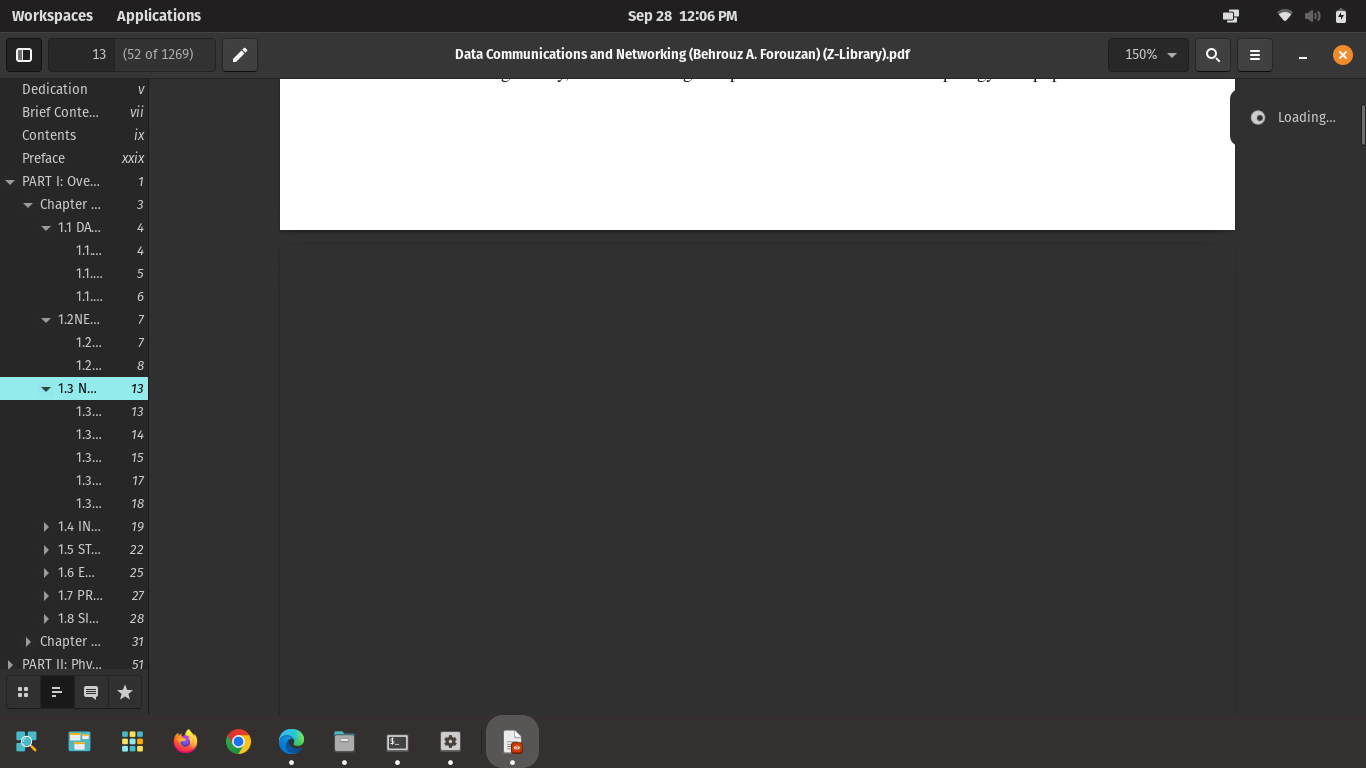 Workspaces Applications Sep 28 12:06 PM
13 (52 of 1269) Data Communications and Networking (Behrouz A. Forouzan) (Z-Library).pdf 150%
Loading...
Dedication v
Brief Conte... vii
Contents ix
Preface xxix
PART I: Ove... 1
Chapter ... 3
1.1 DA... 4
1.1.... 4
1.1.... 5
1.1.... 6
1.2NE... 7
1.2... 7
1.2... 8
1.3 N... 13
1.3... 13
1.3... 14
1.3... 15
1.3... 17
1.3... 18
1.4 IN... 19
1.5 ST... 22
1.6 E... 25
1.7 PR... 27
1.8 SI... 28
Chapter ... 31
PART II: Phy... 51